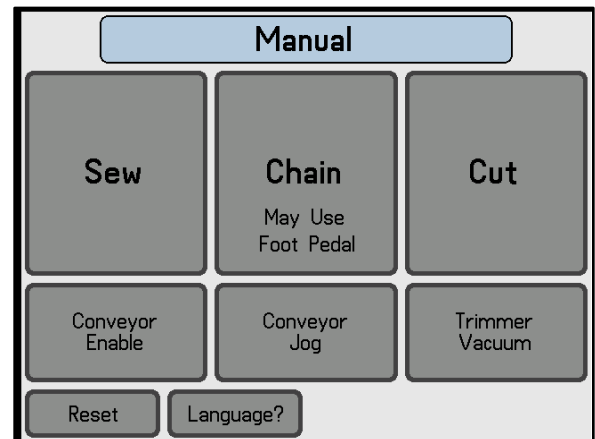 Manual
Sew
Chain
May Use
Foot Pedal
Cut
Conveyor
Enable
Conveyor
Jog
Trimmer
Vacuum
Reset
Language?